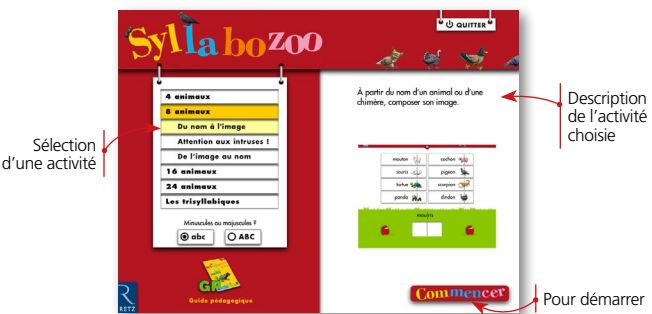 Syllabozoo
QUITTER
4 animaux
8 animaux
Du nom à l'image
Attention aux intruses !
De l'image au nom
16 animaux
24 animaux
Les trisyllabiques
Minuscules ou majuscules ?
abc
ABC
GP
Guide pédagogique
RETZ
À partir du nom d'un animal ou d'une
chimère, composer son image.
mouton
cochon
souris
pigeon
tortue
scorpion
panda
dindon
mouris
Commencer
Sélection
d'une activité
Description
de l'activité
choisie
Pour démarrer